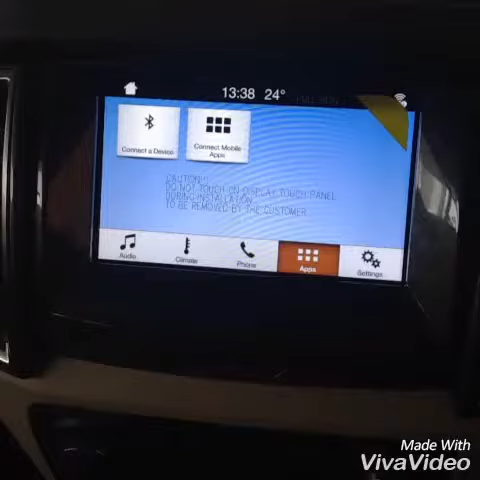 13:38 24°
Connect a Device
Connect Mobile
Apps
CAUTION!!
DO NOT TOUCH ON DISPLAY TOUCH PANEL
DURING INSTALLATION
TO BE REMOVED BY THE CUSTOMER
Audio Climate Phone Apps Settings
Made With
VivaVideo